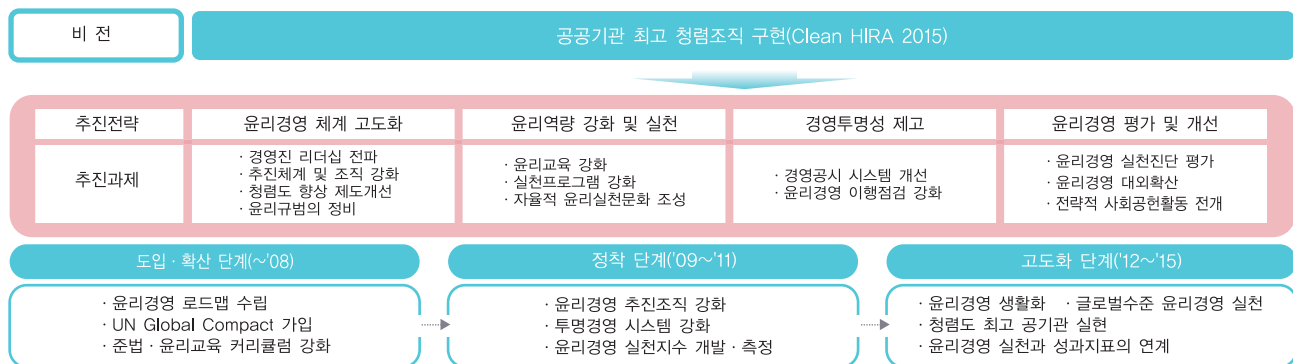 비 전
공공기관 최고 청렴조직 구현(Clean HIRA 2015)
추진전략
윤리경영 체계 고도화
윤리역량 강화 및 실천
경영투명성 제고
윤리경영 평가 및 개선
추진과제
· 경영진 리더십 전파
· 추진체계 및 조직 강화
· 청렴도 향상 제도개선
· 윤리규범의 정비
· 윤리교육 강화
· 실천프로그램 강화
· 자율적 윤리실천문화 조성
· 경영공시 시스템 개선
· 윤리경영 이행점검 강화
· 윤리경영 실천진단 평가
· 윤리경영 대외확산
· 전략적 사회공헌활동 전개
도입 · 확산 단계(~'08)
· 윤리경영 로드맵 수립
· UN Global Compact 가입
· 준법 · 윤리교육 커리큘럼 강화
정착 단계('09~'11)
· 윤리경영 추진조직 강화
· 투명경영 시스템 강화
· 윤리경영 실천지수 개발 · 측정
고도화 단계('12~'15)
· 윤리경영 생활화 · 글로벌수준 윤리경영 실천
· 청렴도 최고 공기관 실현
· 윤리경영 실천과 성과지표의 연계